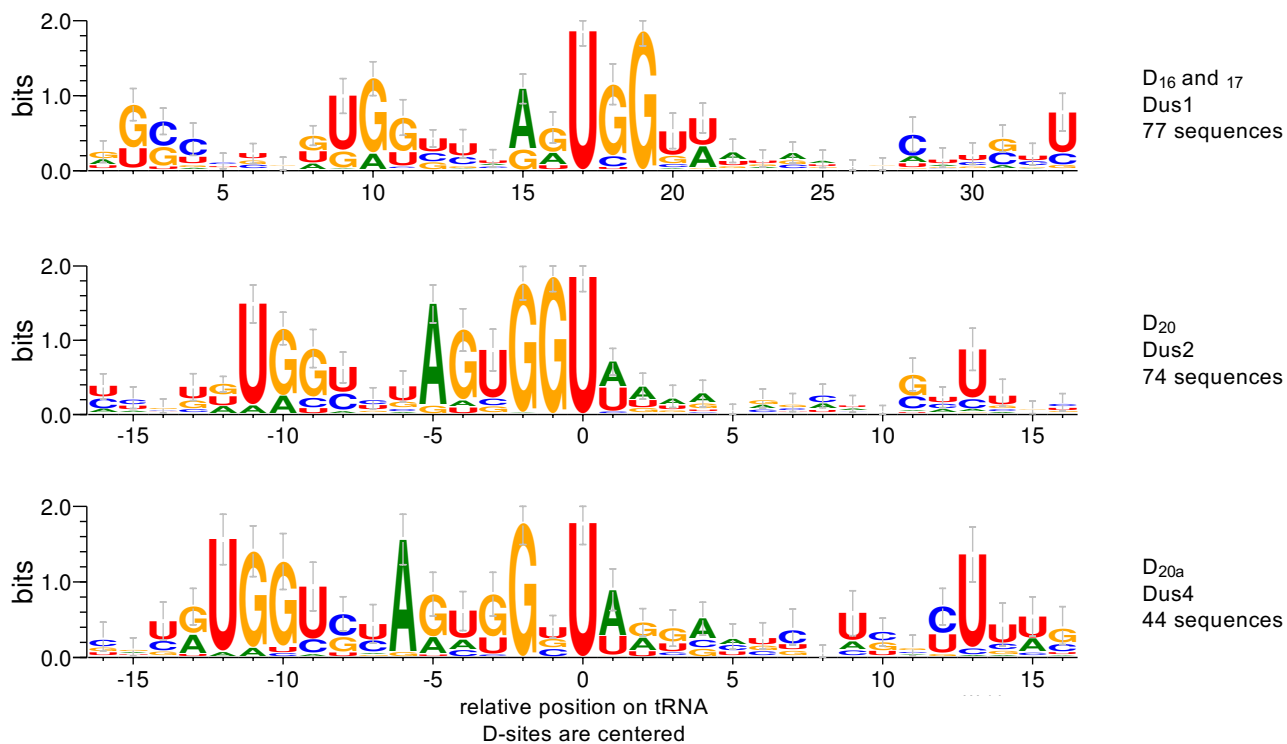 2.0
1.0
0.0
bits
5 10 15 20 25 30
D16 and 17
Dus1
77 sequences
2.0
1.0
0.0
bits
-15 -10 -5 0 5 10 15
D20
Dus2
74 sequences
2.0
1.0
0.0
bits
-15 -10 -5 0 5 10 15
D20a
Dus4
44 sequences
relative position on tRNA
D-sites are centered